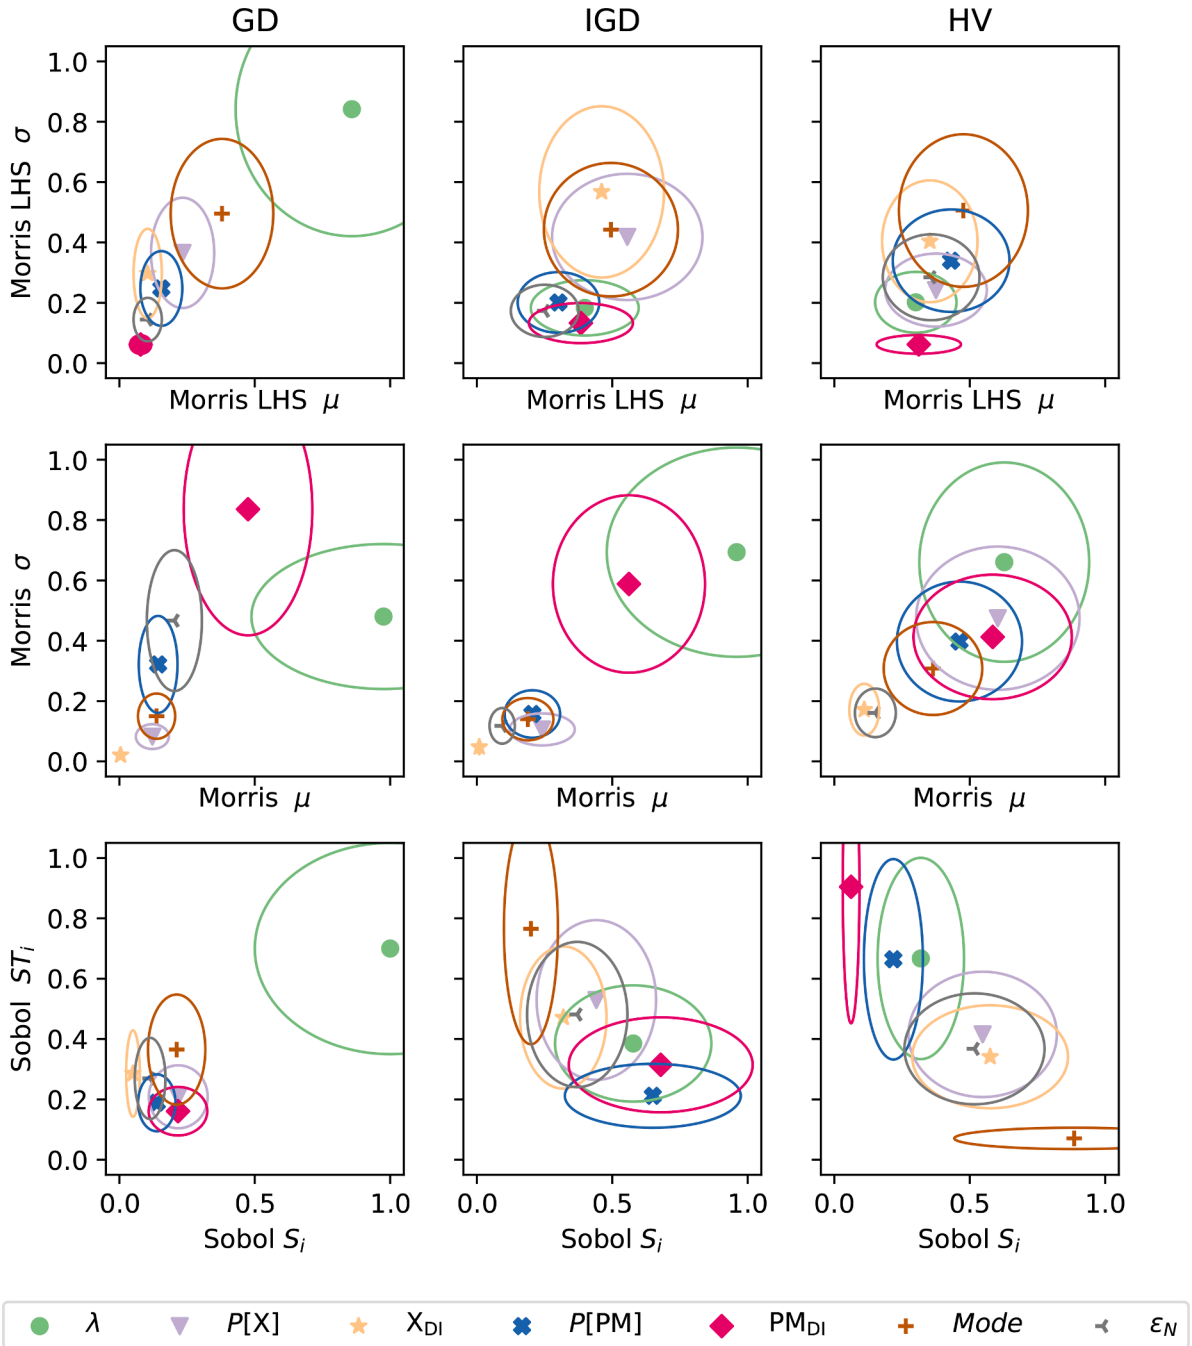 GD IGD HV
1.0
0.8
0.6
0.4
0.2
0.0
Morris LHS σ
Morris LHS μ Morris LHS μ Morris LHS μ
1.0
0.8
0.6
0.4
0.2
0.0
Morris σ
Morris μ Morris μ Morris μ
1.0
0.8
0.6
0.4
0.2
0.0
Sobol STi
0.0 0.5 1.0 0.0 0.5 1.0 0.0 0.5 1.0
Sobol Si Sobol Si Sobol Si
λ P[X] XDI P[PM] PMDI Mode εN